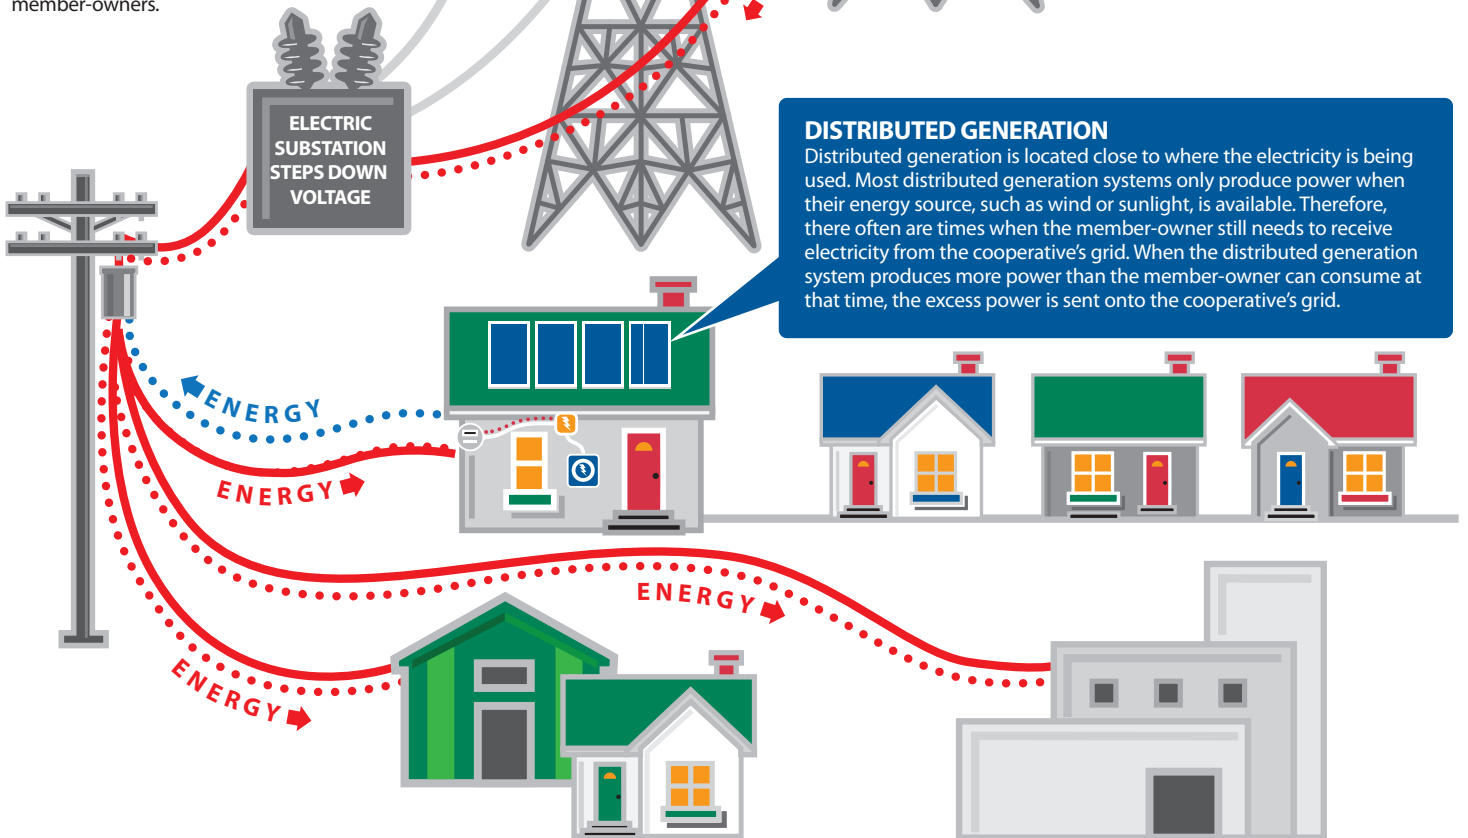 member-owners.
ELECTRIC
SUBSTATION
STEPS DOWN
VOLTAGE
DISTRIBUTED GENERATION
Distributed generation is located close to where the electricity is being
used. Most distributed generation systems only produce power when
their energy source, such as wind or sunlight, is available. Therefore,
there often are times when the member-owner still needs to receive
electricity from the cooperative’s grid. When the distributed generation
system produces more power than the member-owner can consume at
that time, the excess power is sent onto the cooperative’s grid.
ENERGY
ENERGY
ENERGY
ENERGY